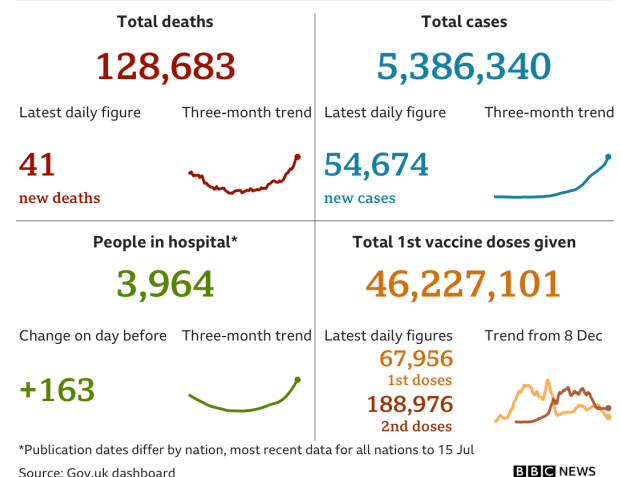 Total deaths
128,683
Latest daily figure
Three-month trend
41
new deaths
Total cases
5,386,340
Latest daily figure
Three-month trend
54,674
new cases
People in hospital*
3,964
Change on day before
Three-month trend
+163
Total 1st vaccine doses given
46,227,101
Latest daily figures
Trend from 8 Dec
67,956
1st doses
188,976
2nd doses
*Publication dates differ by nation, most recent data for all nations to 15 Jul
Source: Gov.uk dashboard
BBC NEWS